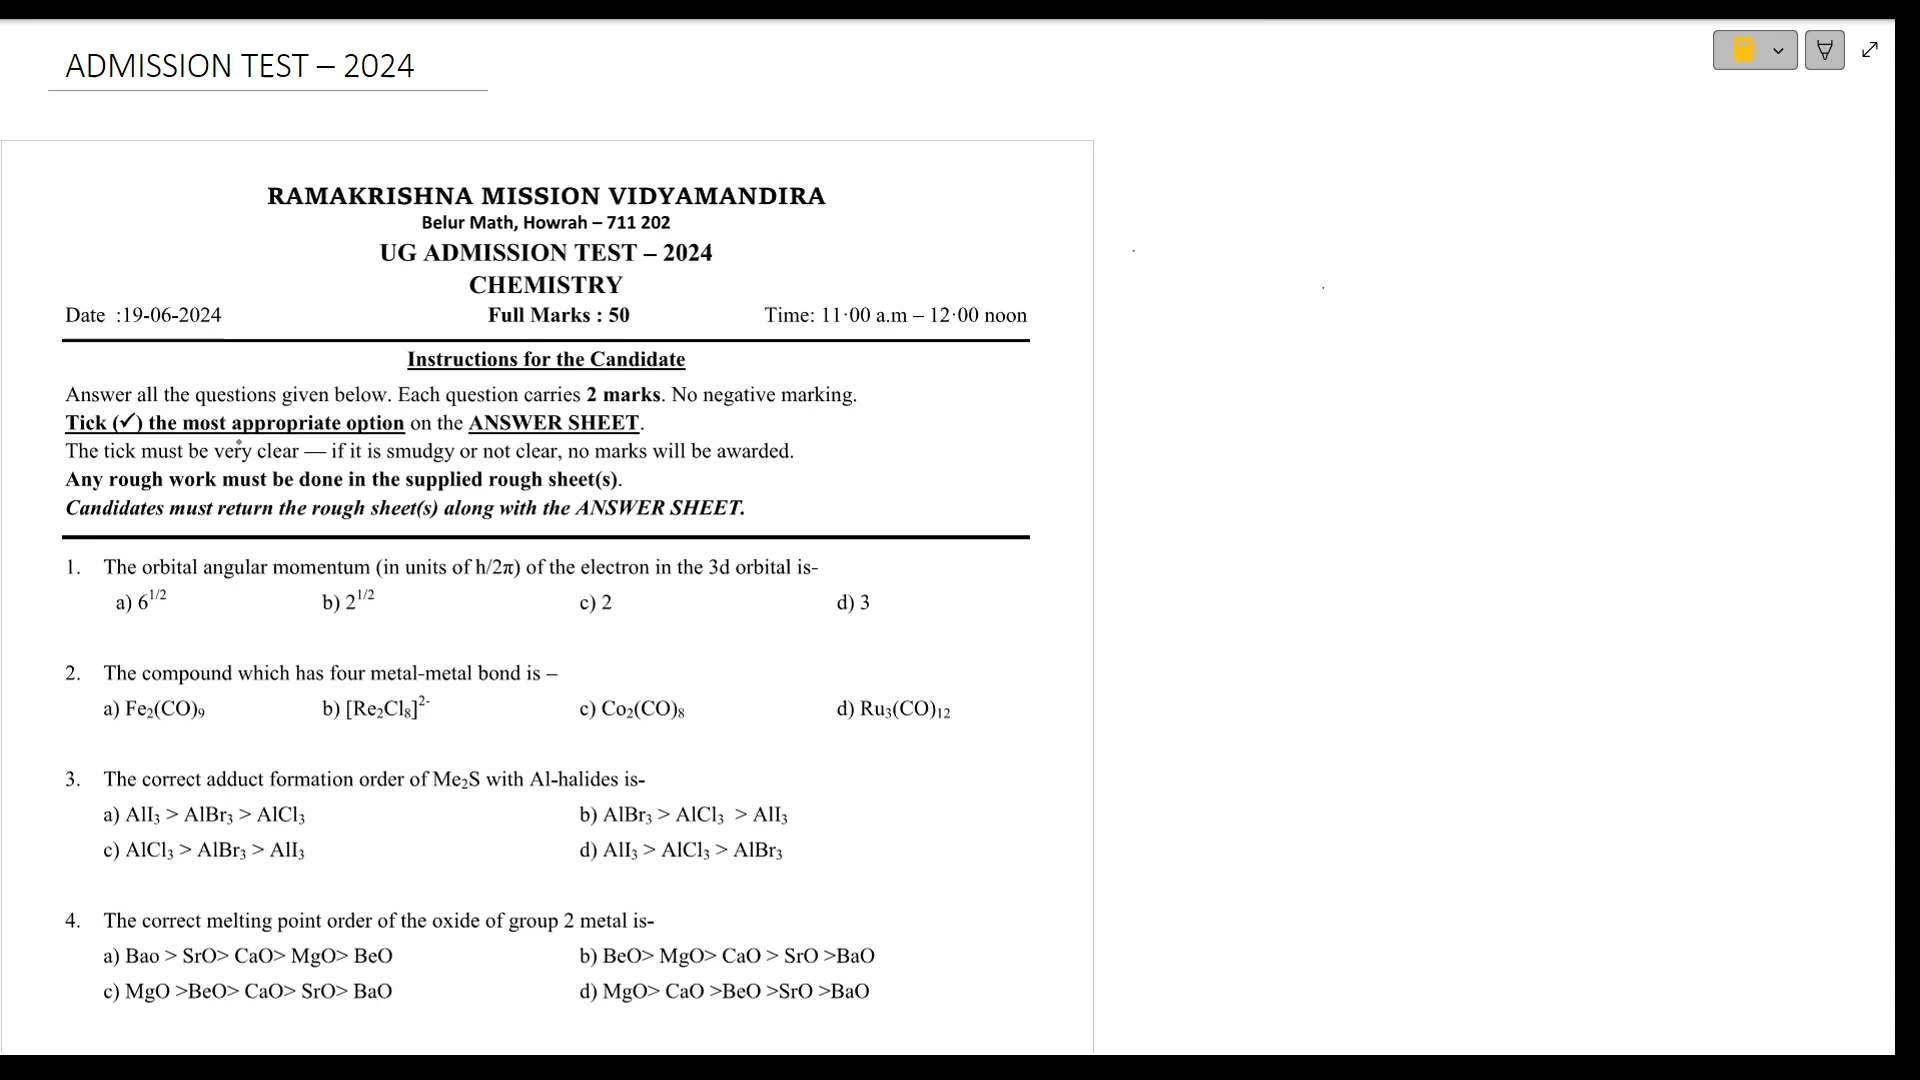 ADMISSION TEST – 2024
RAMAKRISHNA MISSION VIDYAMANDIRA
Belur Math, Howrah – 711 202
UG ADMISSION TEST – 2024
CHEMISTRY
Date :19-06-2024 Full Marks : 50 Time: 11·00 a.m – 12·00 noon
Instructions for the Candidate
Answer all the questions given below. Each question carries 2 marks. No negative marking.
Tick (✓) the most appropriate option on the ANSWER SHEET.
The tick must be very clear — if it is smudgy or not clear, no marks will be awarded.
Any rough work must be done in the supplied rough sheet(s).
Candidates must return the rough sheet(s) along with the ANSWER SHEET.
1. The orbital angular momentum (in units of h/2π) of the electron in the 3d orbital is-
a) 6^1/2 b) 2^1/2 c) 2 d) 3
2. The compound which has four metal-metal bond is –
a) Fe₂(CO)₉ b) [Re₂Cl₈]²⁻ c) Co₂(CO)₈ d) Ru₃(CO)₁₂
3. The correct adduct formation order of Me₂S with Al-halides is-
a) AlI₃ > AlBr₃ > AlCl₃ b) AlBr₃ > AlCl₃ > AlI₃
c) AlCl₃ > AlBr₃ > AlI₃ d) AlI₃ > AlCl₃ > AlBr₃
4. The correct melting point order of the oxide of group 2 metal is-
a) Bao > SrO> CaO> MgO> BeO b) BeO> MgO> CaO > SrO >BaO
c) MgO >BeO> CaO> SrO> BaO d) MgO> CaO >BeO >SrO >BaO